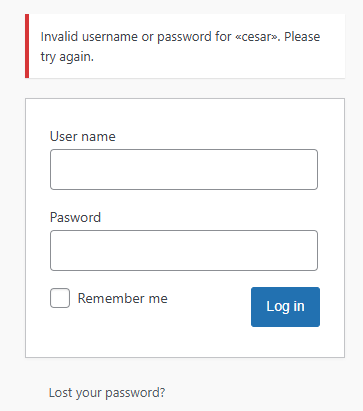 Invalid username or password for «cesar». Please
try again.
User name
Pasword
Remember me
Log in
Lost your password?